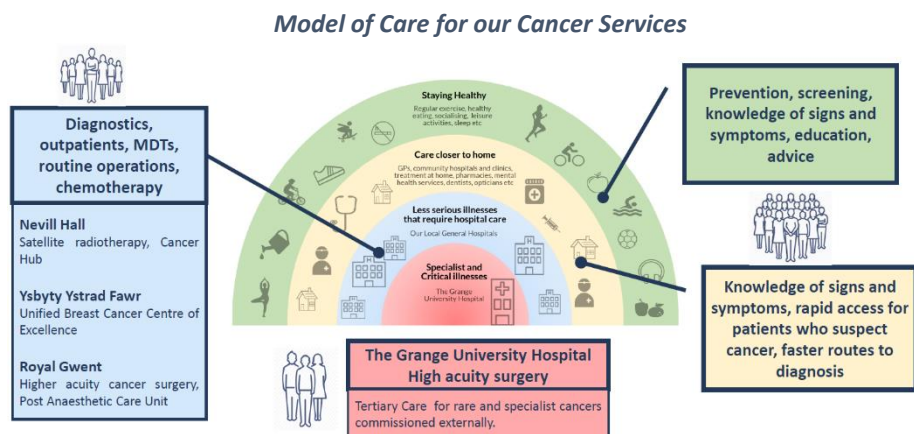 Model of Care for our Cancer Services
Diagnostics,
outpatients, MDTs,
routine operations,
chemotherapy
Nevill Hall
Satellite radiotherapy, Cancer
Hub
Ysbyty Ystrad Fawr
Unified Breast Cancer Centre of
Excellence
Royal Gwent
Higher acuity cancer surgery,
Post Anaesthetic Care Unit
Staying Healthy
Regular exercise, healthy
eating, socialising, leisure
activities, sleep etc
Care closer to home
GPs, community hospitals and clinics,
treatment at home, pharmacies, mental
health services, dentists, opticians etc
Less serious illnesses
that require hospital care
Our Local General Hospitals
Specialist and
Critical illnesses
The Grange
University Hospital
Prevention, screening,
knowledge of signs and
symptoms, education,
advice
Knowledge of signs and
symptoms, rapid access for
patients who suspect
cancer, faster routes to
diagnosis
The Grange University Hospital
High acuity surgery
Tertiary Care for rare and specialist cancers
commissioned externally.